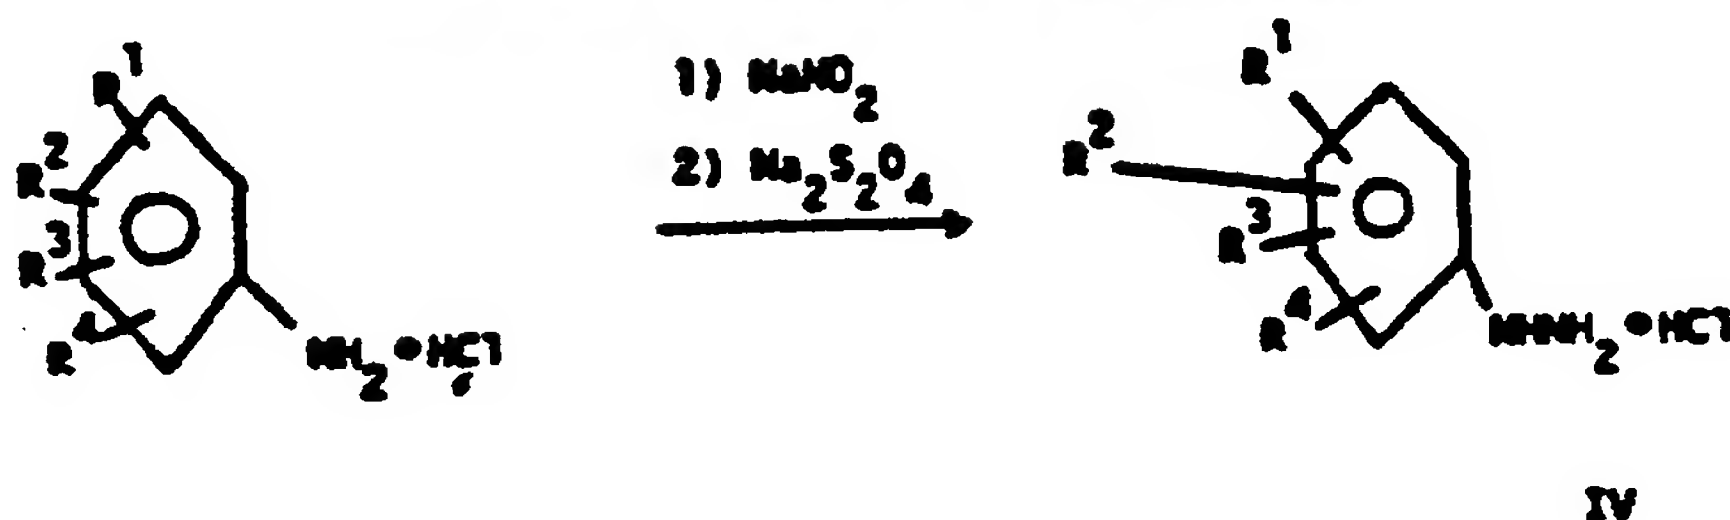 R¹
R²
R³
R⁴
NH₂•HCl
1) NaNO₂
2) Na₂S₂O₄
R¹
R²
R³
R⁴
NHNH₂•HCl
IV